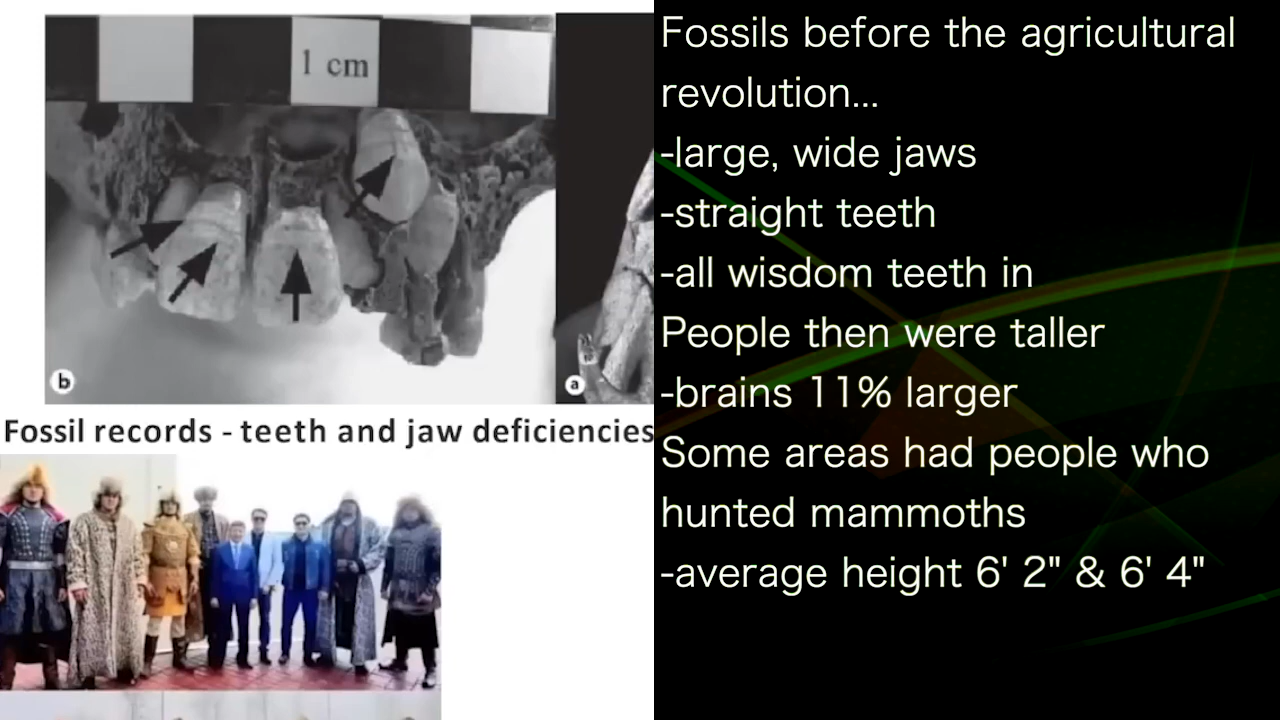 1 cm
b
a
Fossil records - teeth and jaw deficiencies
Fossils before the agricultural
revolution...
-large, wide jaws
-straight teeth
-all wisdom teeth in
People then were taller
-brains 11% larger
Some areas had people who
hunted mammoths
-average height 6' 2" & 6' 4"